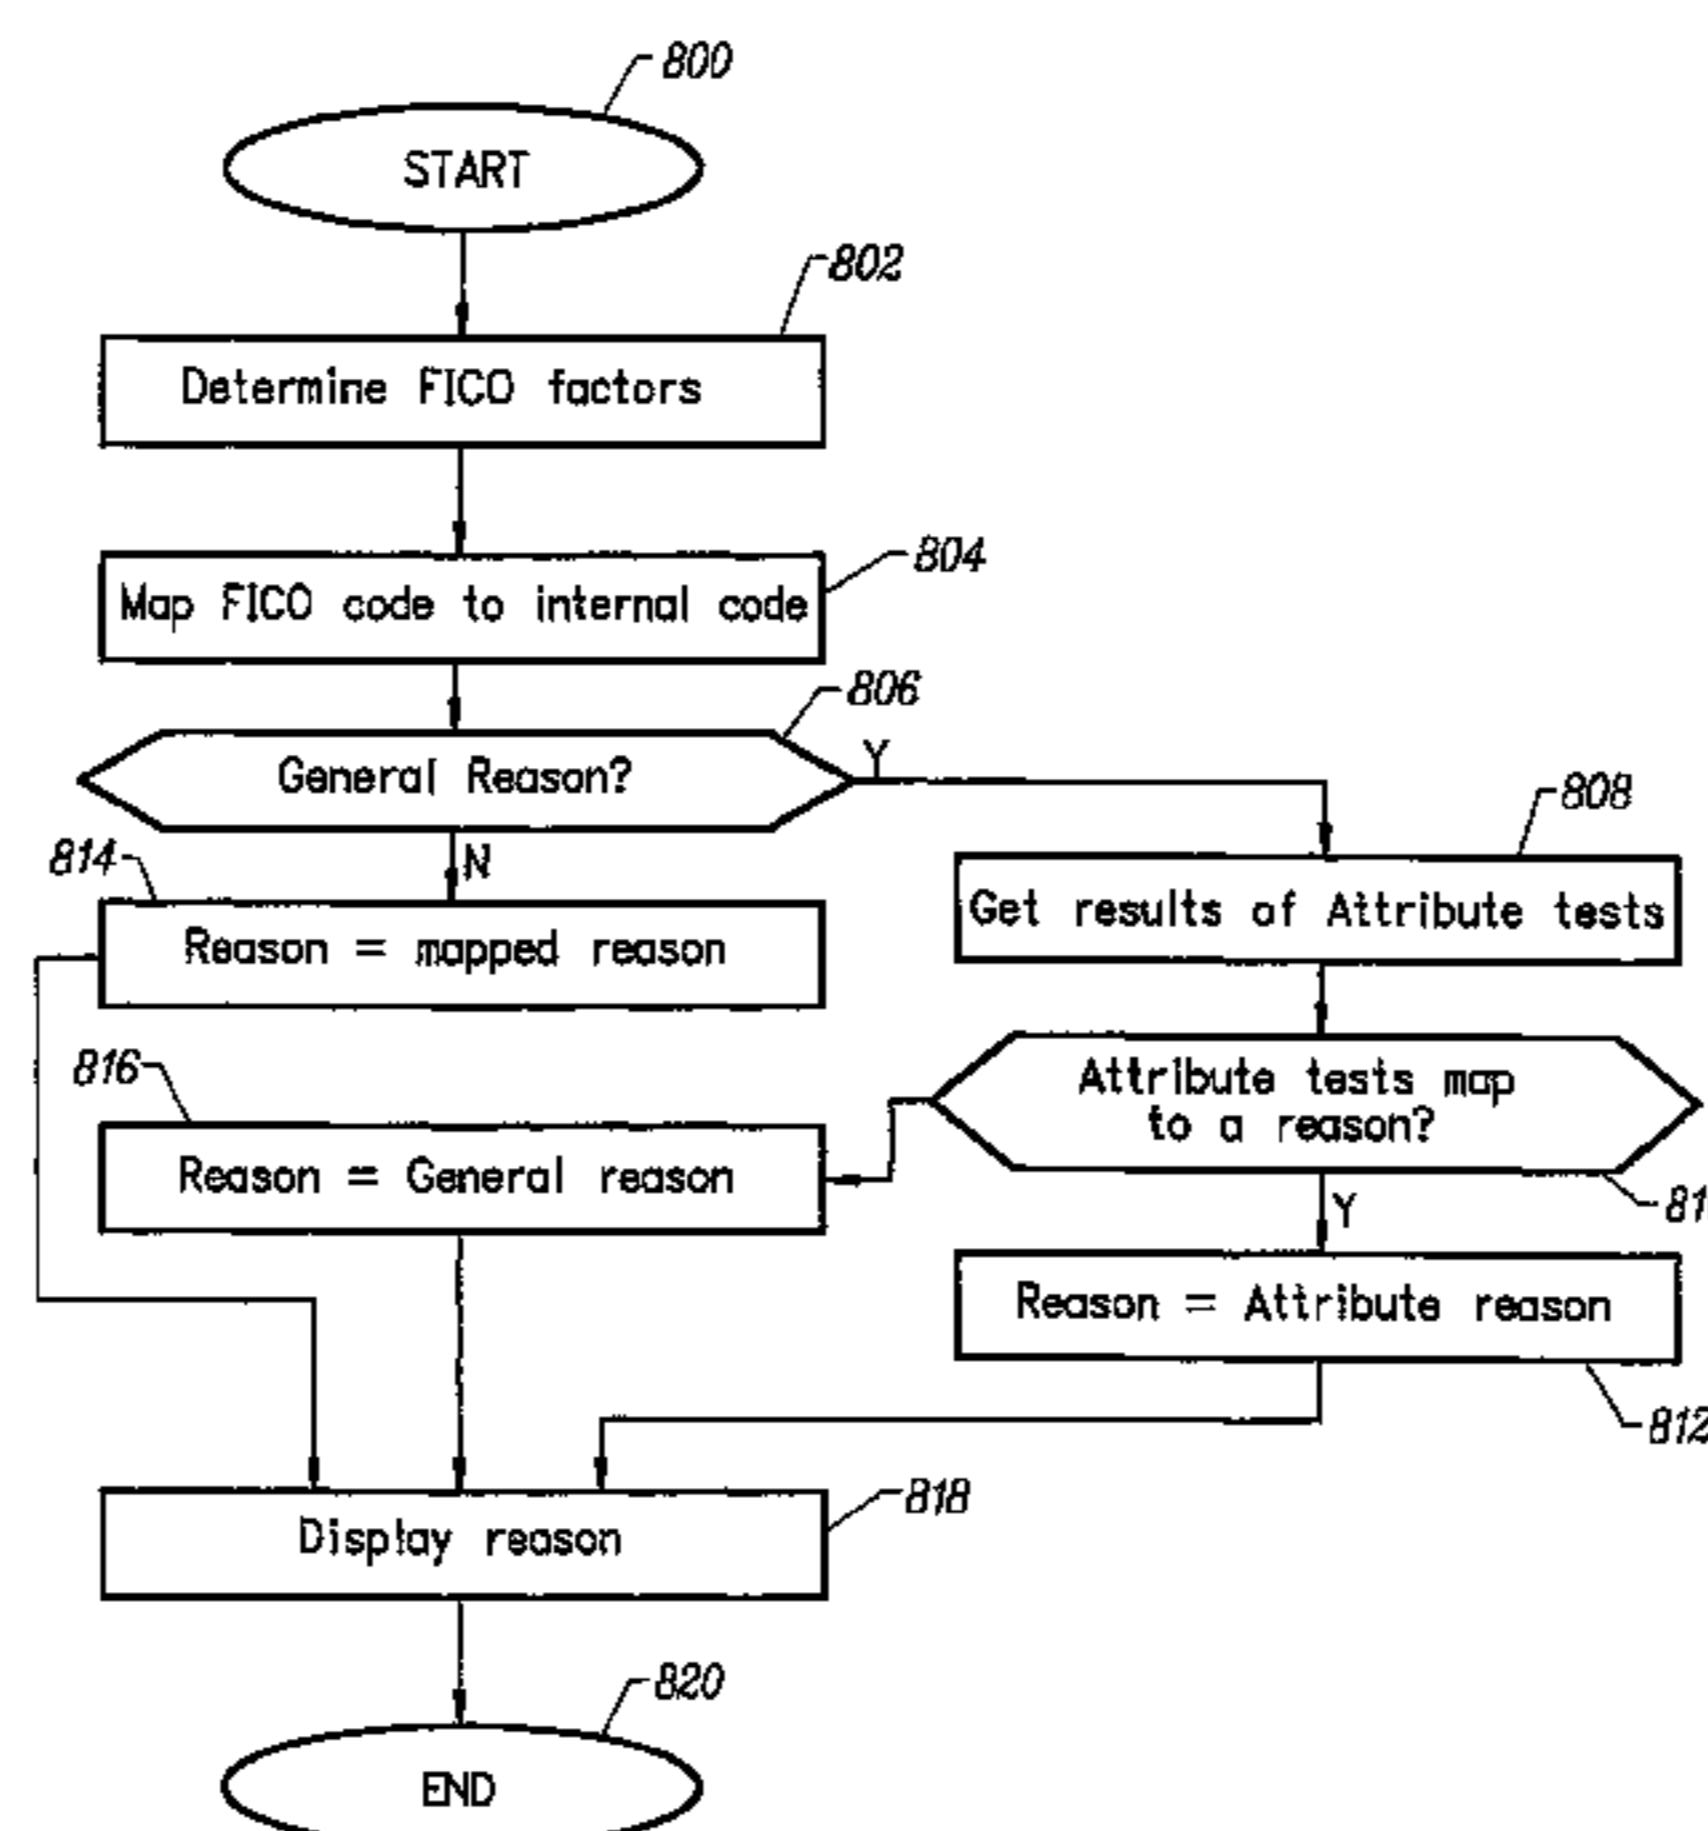 800
START
802
Determine FICO factors
804
Map FICO code to internal code
806
General Reason?
Y
808
N
814
Get results of Attribute tests
Reason = mapped reason
816
Attribute tests map
to a reason?
Reason = General reason
81
Y
Reason = Attribute reason
812
818
Display reason
820
END